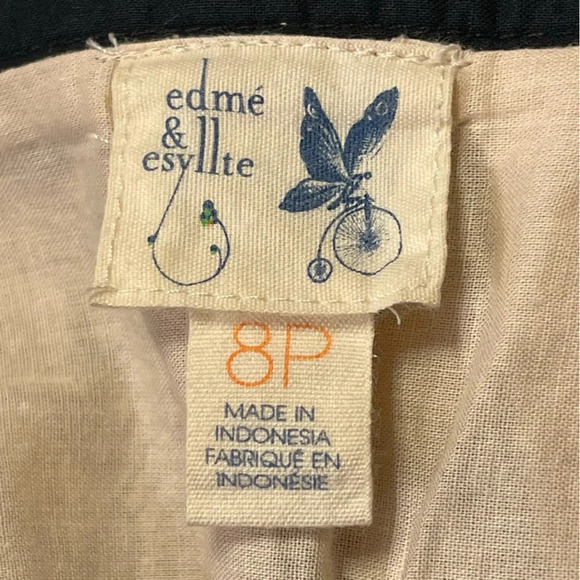 edmé
&
esyllte
8P
MADE IN
INDONESIA
FABRIQUÉ EN
INDONÉSIE